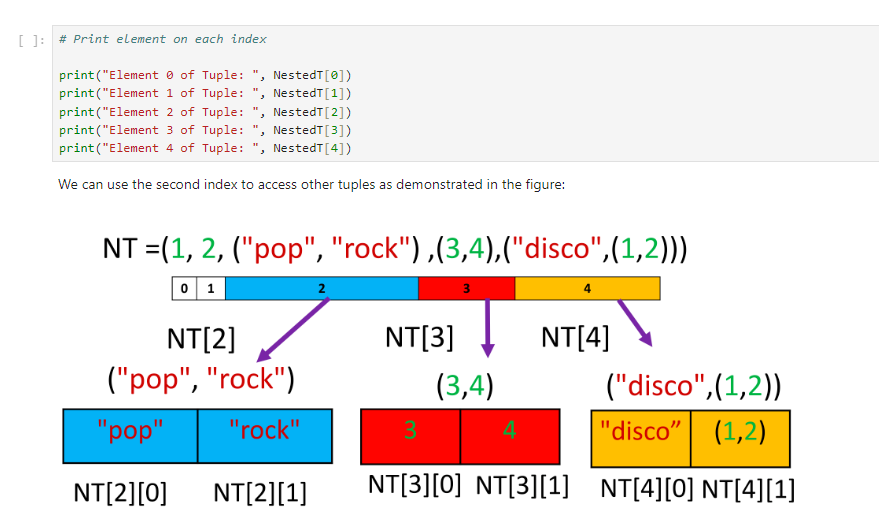 [ ]:
# Print element on each index
print("Element 0 of Tuple: ", NestedT[0])
print("Element 1 of Tuple: ", NestedT[1])
print("Element 2 of Tuple: ", NestedT[2])
print("Element 3 of Tuple: ", NestedT[3])
print("Element 4 of Tuple: ", NestedT[4])
We can use the second index to access other tuples as demonstrated in the figure:
NT =(1, 2, ("pop", "rock") ,(3,4),("disco",(1,2)))
0 1 2 3 4
NT[2] NT[3] NT[4]
("pop", "rock") (3,4) ("disco",(1,2))
"pop" "rock" 3 4 "disco” (1,2)
NT[2][0] NT[2][1] NT[3][0] NT[3][1] NT[4][0] NT[4][1]